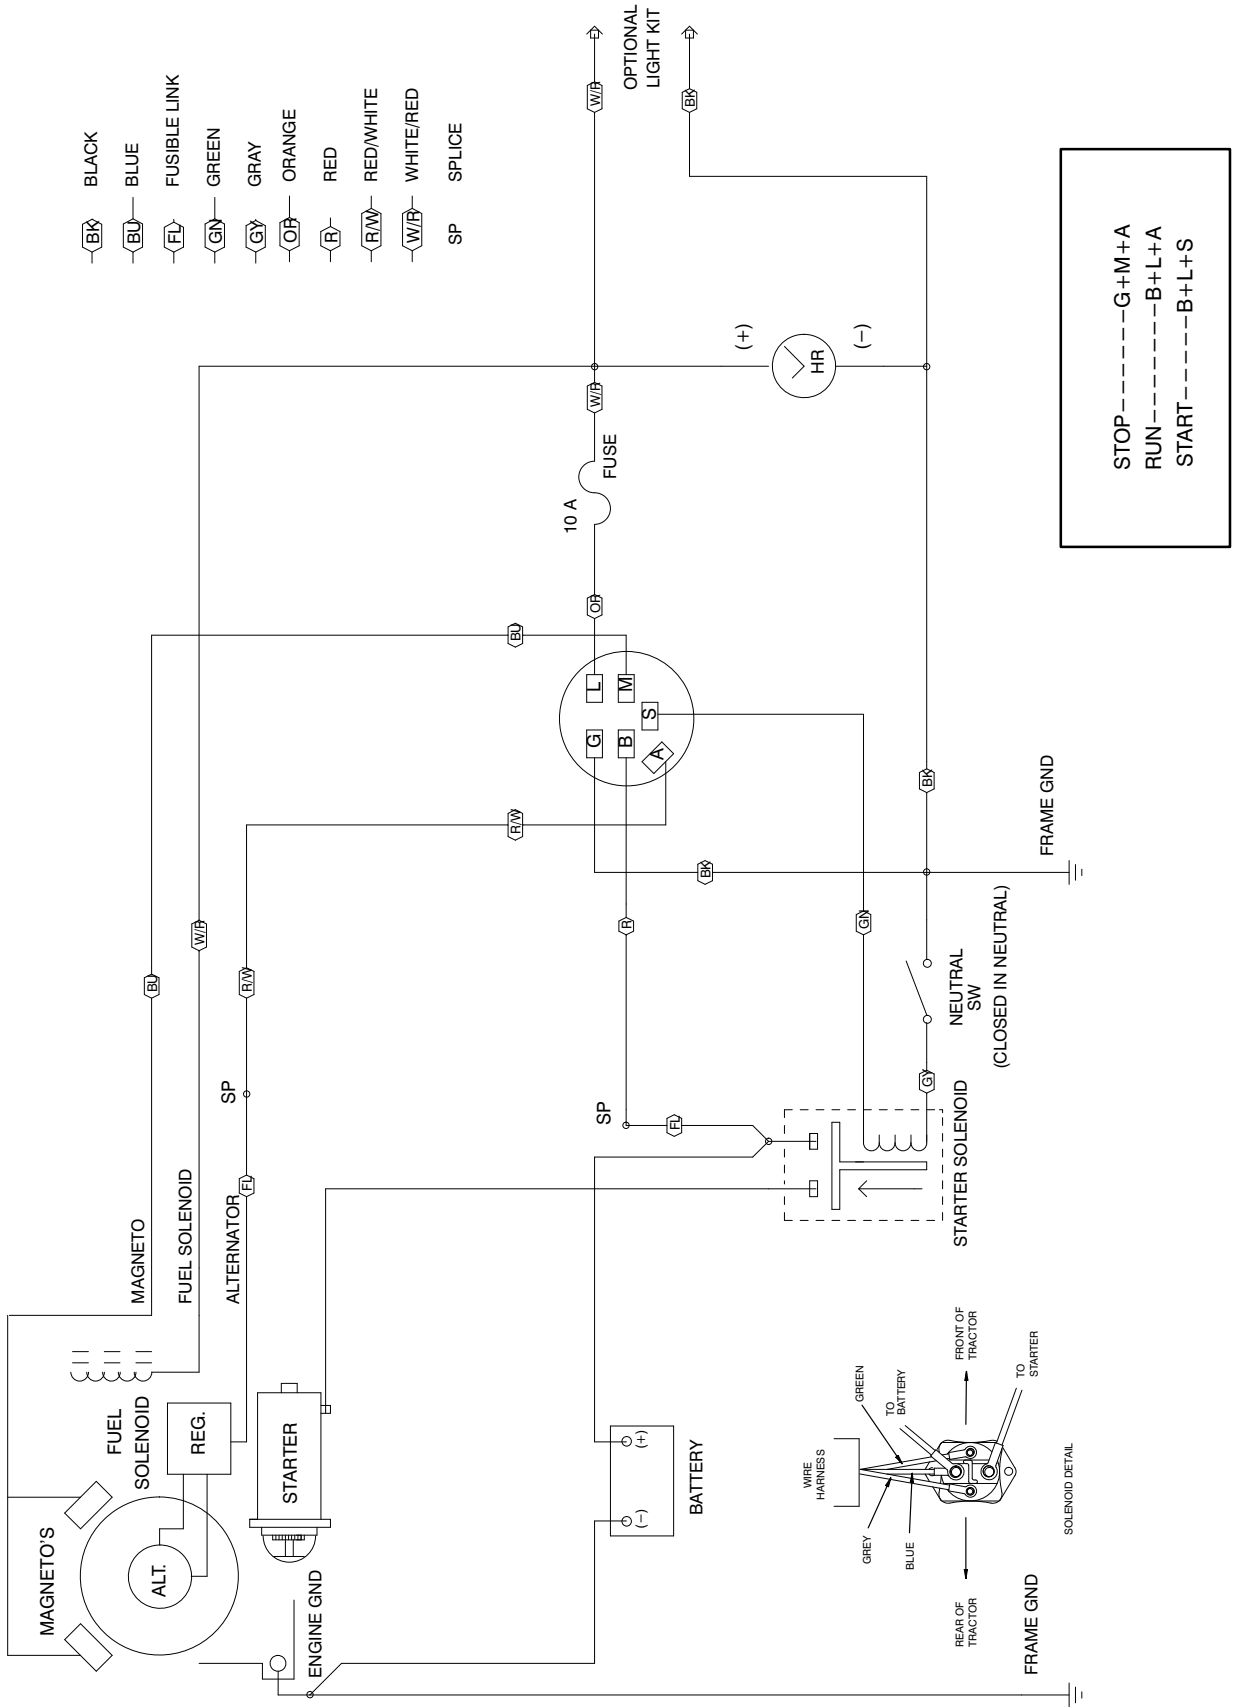 BK BLACK
BU BLUE
FL FUSIBLE LINK
GN GREEN
GY GRAY
OR ORANGE
R RED
R/W RED/WHITE
W/R WHITE/RED
SP SPLICE
MAGNETO'S
ALT.
REG.
FUEL
SOLENOID
MAGNETO
BU
BU
FUEL SOLENOID
W/R
ALTERNATOR
FL
SP
R/W
R/W
STARTER
ENGINE GND
BATTERY
(−)
(+)
SP
FL
R
G
L
B
M
S
A
OR
10 A
FUSE
W/R
W/R
OPTIONAL
LIGHT KIT
BK
(+)
HR
(−)
BK
BK
GN
GY
STARTER SOLENOID
NEUTRAL
SW
(CLOSED IN NEUTRAL)
FRAME GND
WIRE
HARNESS
GREY
BLUE
GREEN
TO
BATTERY
TO
STARTER
REAR OF
TRACTOR
FRONT OF
TRACTOR
SOLENOID DETAIL
FRAME GND
STOP−−−−−−−G+M+A
RUN−−−−−−−B+L+A
START−−−−−B+L+S